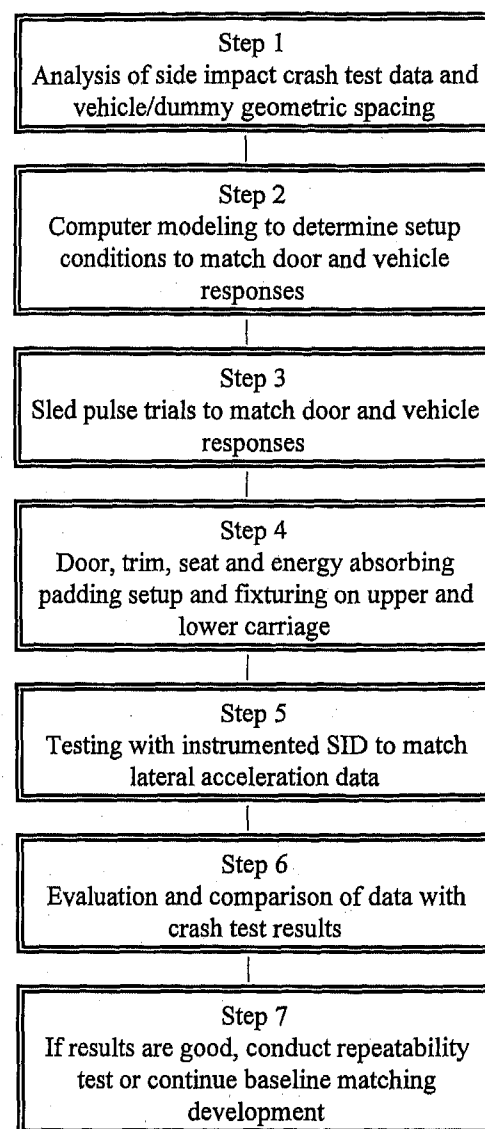 Step 1
Analysis of side impact crash test data and
vehicle/dummy geometric spacing
Step 2
Computer modeling to determine setup
conditions to match door and vehicle
responses
Step 3
Sled pulse trials to match door and vehicle
responses
Step 4
Door, trim, seat and energy absorbing
padding setup and fixturing on upper and
lower carriage
Step 5
Testing with instrumented SID to match
lateral acceleration data
Step 6
Evaluation and comparison of data with
crash test results
Step 7
If results are good, conduct repeatability
test or continue baseline matching
development